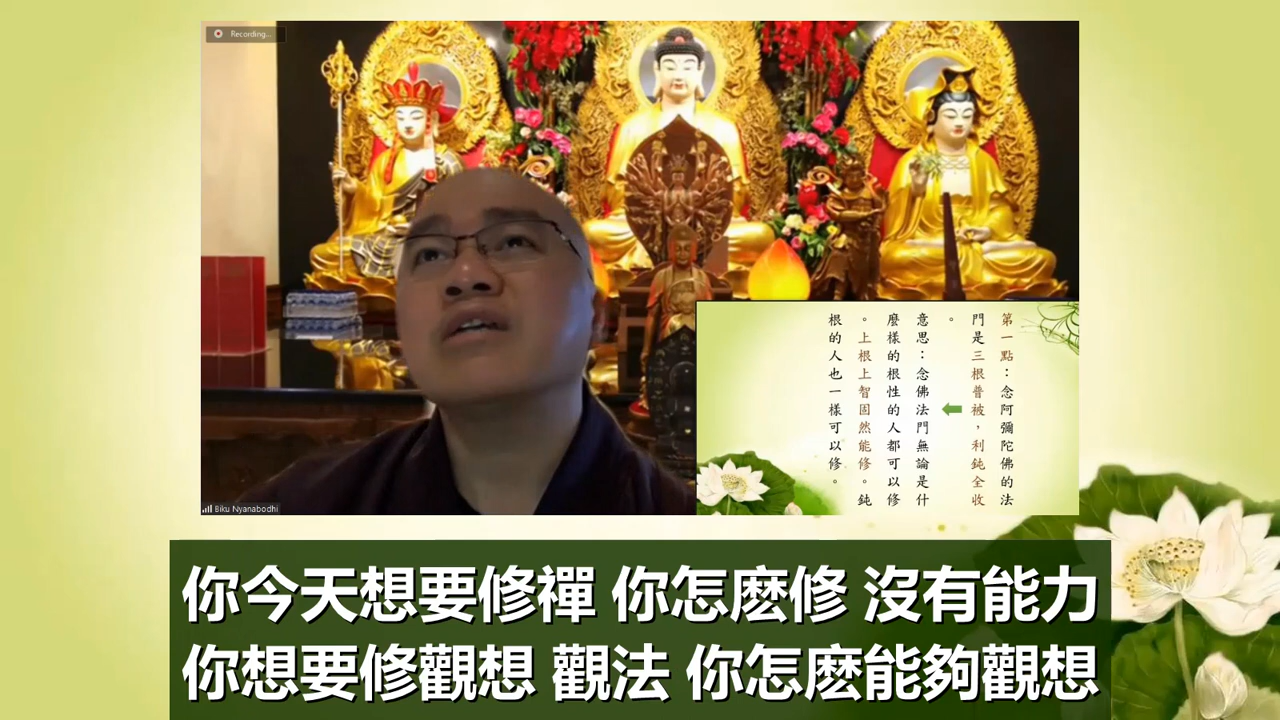 Recording...
第一點：念阿彌陀佛的法
門是三根普被，利鈍全收
。
意思：念佛法門無論是什
麼樣的根性的人都可以修
。上根上智固然能修。鈍
根的人也一樣可以修。
Biku Nyanabodhi
你今天想要修禪 你怎麽修 沒有能力
你想要修觀想 觀法 你怎麽能夠觀想